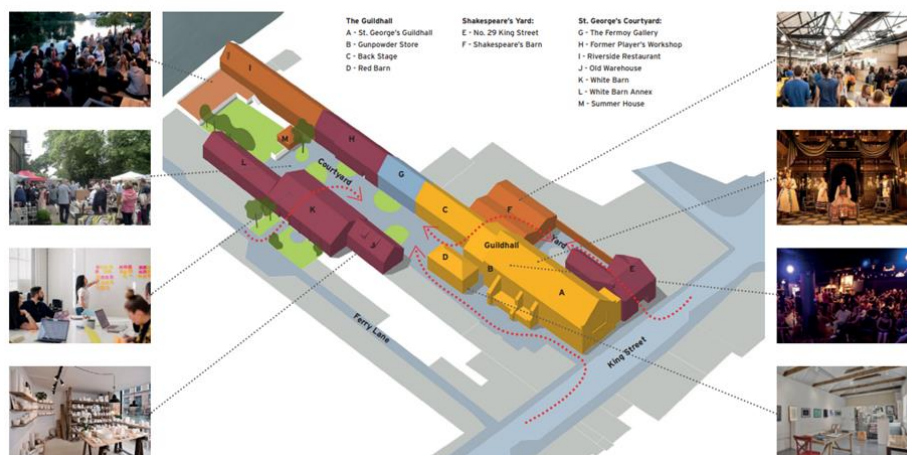 The Guildhall
A - St. George's Guildhall
B - Gunpowder Store
C - Back Stage
D - Red Barn
Shakespeare's Yard:
E - No. 29 King Street
F - Shakespeare's Barn
St. George's Courtyard:
G - The Fermoy Gallery
H - Former Player's Workshop
I - Riverside Restaurant
J - Old Warehouse
K - White Barn
L - White Barn Annex
M - Summer House
I
H
M
Courtyard
L
G
K
C
F
J
Guildhall
Yard
D
B
E
A
Ferry Lane
King Street